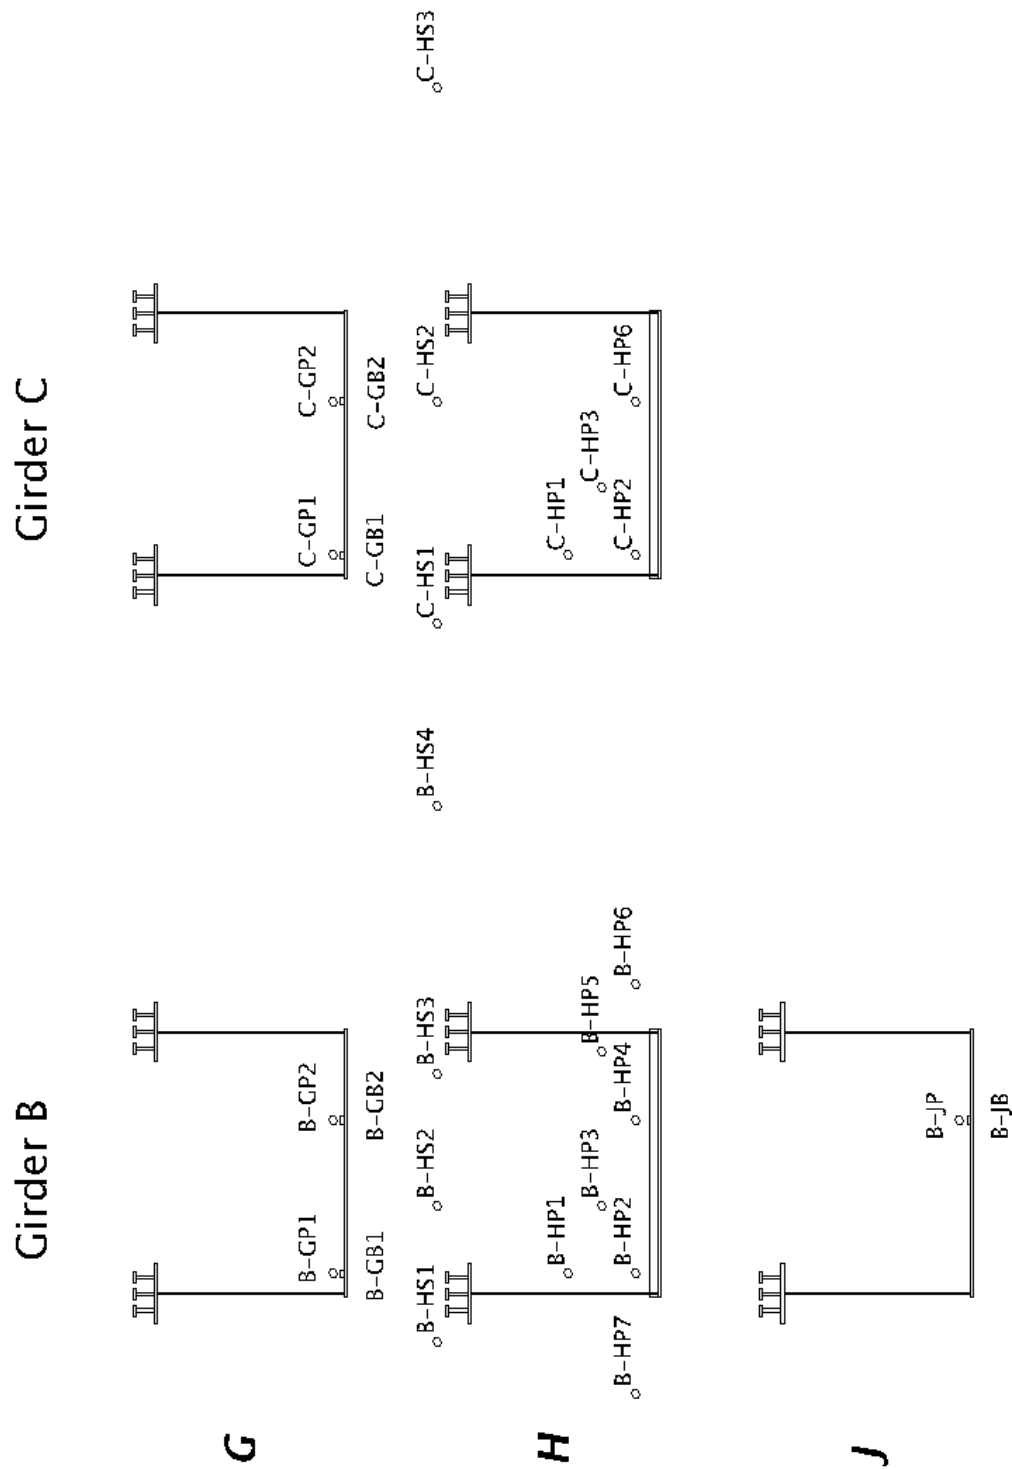 Girder B
Girder C
G
B-GP1
B-GP2
C-GP1
C-GP2
B-GB1
B-GB2
C-GB1
C-GB2
B-HS1
B-HS2
B-HS3
B-HS4
C-HS1
C-HS2
C-HS3
H
B-HP1
C-HP1
B-HP3
B-HP5
C-HP3
B-HP7
B-HP2
B-HP4
B-HP6
C-HP2
C-HP6
J
B-JP
B-JB